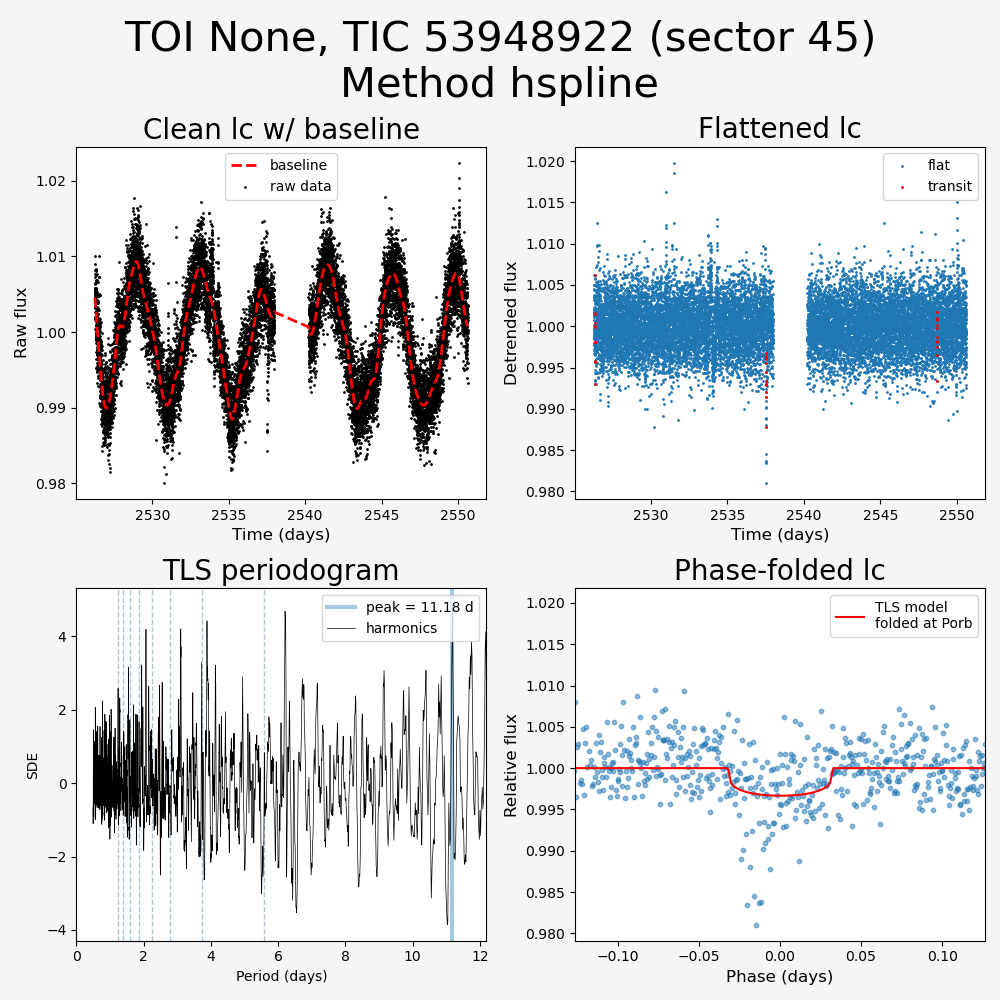 TOI None, TIC 53948922 (sector 45)
Method hspline
Clean lc w/ baseline
baseline
raw data
1.02
1.01
1.00
0.99
0.98
Raw flux
2530
2535
2540
2545
2550
Time (days)
Flattened lc
flat
transit
1.020
1.015
1.010
1.005
1.000
0.995
0.990
0.985
0.980
Detrended flux
2530
2535
2540
2545
2550
Time (days)
TLS periodogram
peak = 11.18 d
harmonics
4
2
0
−2
−4
SDE
0
2
4
6
8
10
12
Period (days)
Phase-folded lc
TLS model
folded at Porb
1.020
1.015
1.010
1.005
1.000
0.995
0.990
0.985
0.980
Relative flux
−0.10
−0.05
0.00
0.05
0.10
Phase (days)